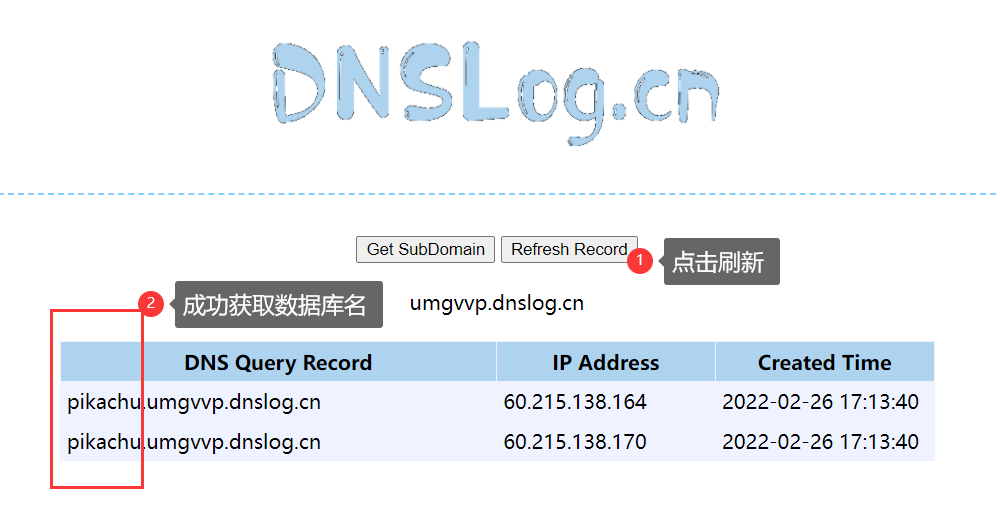 DNSLog.cn
Get SubDomain Refresh Record
1 点击刷新
2 成功获取数据库名
umgvvp.dnslog.cn
DNS Query Record IP Address Created Time
pikachu.umgvvp.dnslog.cn 60.215.138.164 2022-02-26 17:13:40
pikachu.umgvvp.dnslog.cn 60.215.138.170 2022-02-26 17:13:40